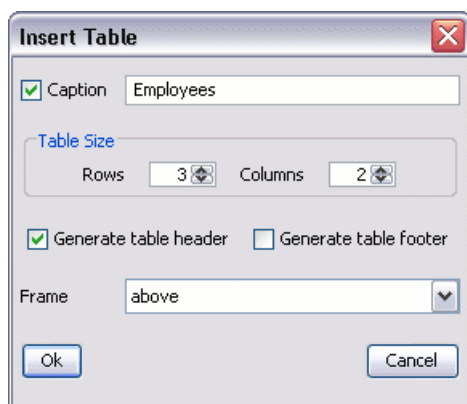 Insert Table
Caption Employees
Table Size
Rows 3 Columns 2
Generate table header Generate table footer
Frame above
Ok Cancel